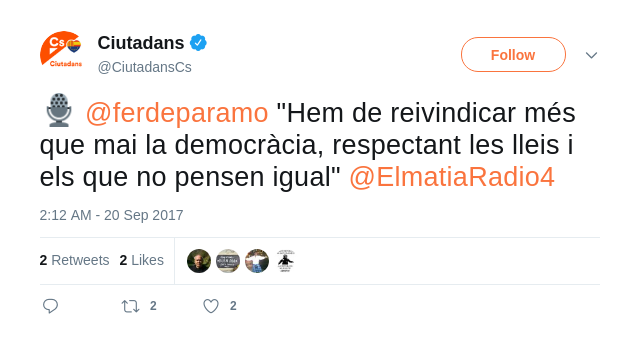 Cs
Ciutadans
Ciutadans
@CiutadansCs
Follow
@ferdeparamo "Hem de reivindicar més
que mai la democràcia, respectant les lleis i
els que no pensen igual" @ElmatiaRadio4
2:12 AM - 20 Sep 2017
2 Retweets 2 Likes
2 2